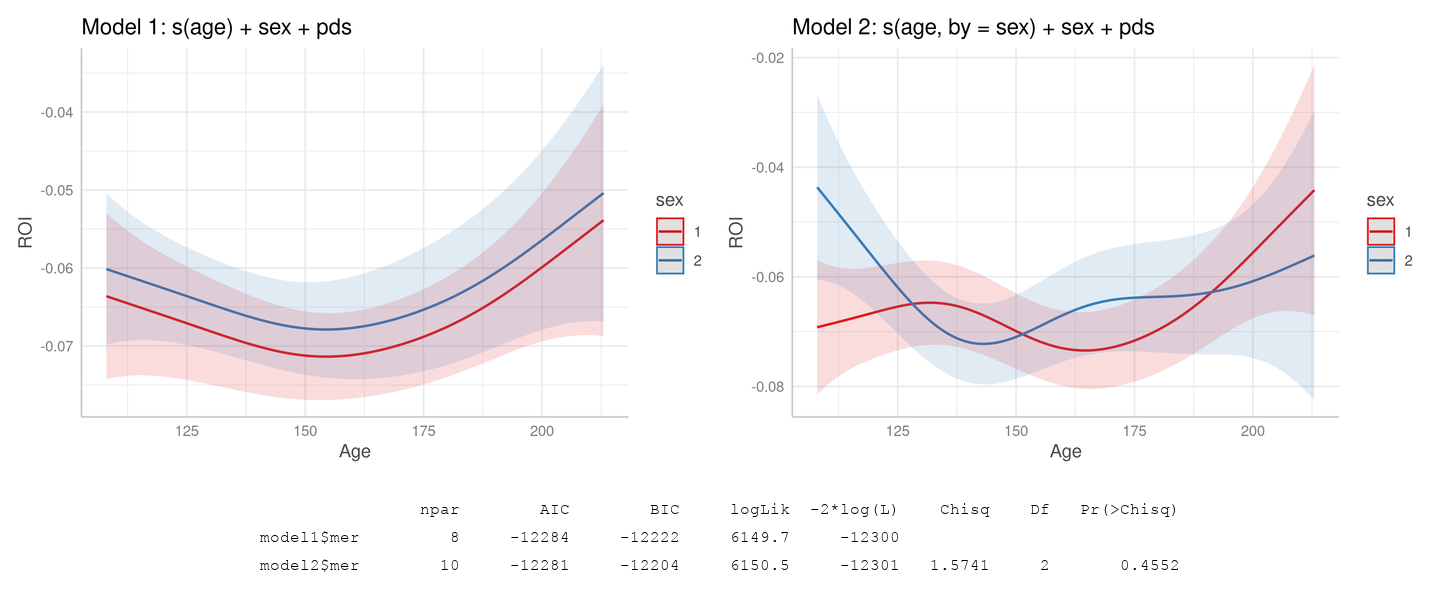 Model 1: s(age) + sex + pds
-0.04
-0.05
-0.06
-0.07
ROI
125 150 175 200
Age
sex
1
2
Model 2: s(age, by = sex) + sex + pds
-0.02
-0.04
-0.06
-0.08
ROI
125 150 175 200
Age
sex
1
2
npar AIC BIC logLik -2*log(L) Chisq Df Pr(>Chisq)
model1$mer 8 -12284 -12222 6149.7 -12300
model2$mer 10 -12281 -12204 6150.5 -12301 1.5741 2 0.4552